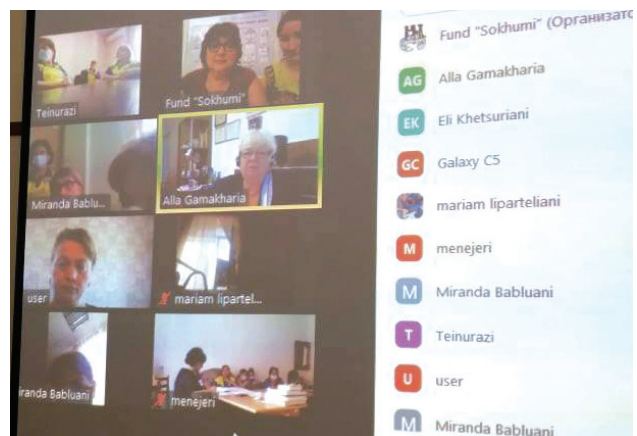 Teinurazi
Fund "Sokhumi"
Miranda Bablu...
Alla Gamakharia
user
mariam lipartel...
iranda Babluani
menejeri
Fund "Sokhumi" (Организато
AG Alla Gamakharia
EK Eli Khetsuriani
GC Galaxy C5
mariam liparteliani
M menejeri
M Miranda Babluani
T Teinurazi
U user
M Miranda Babluani